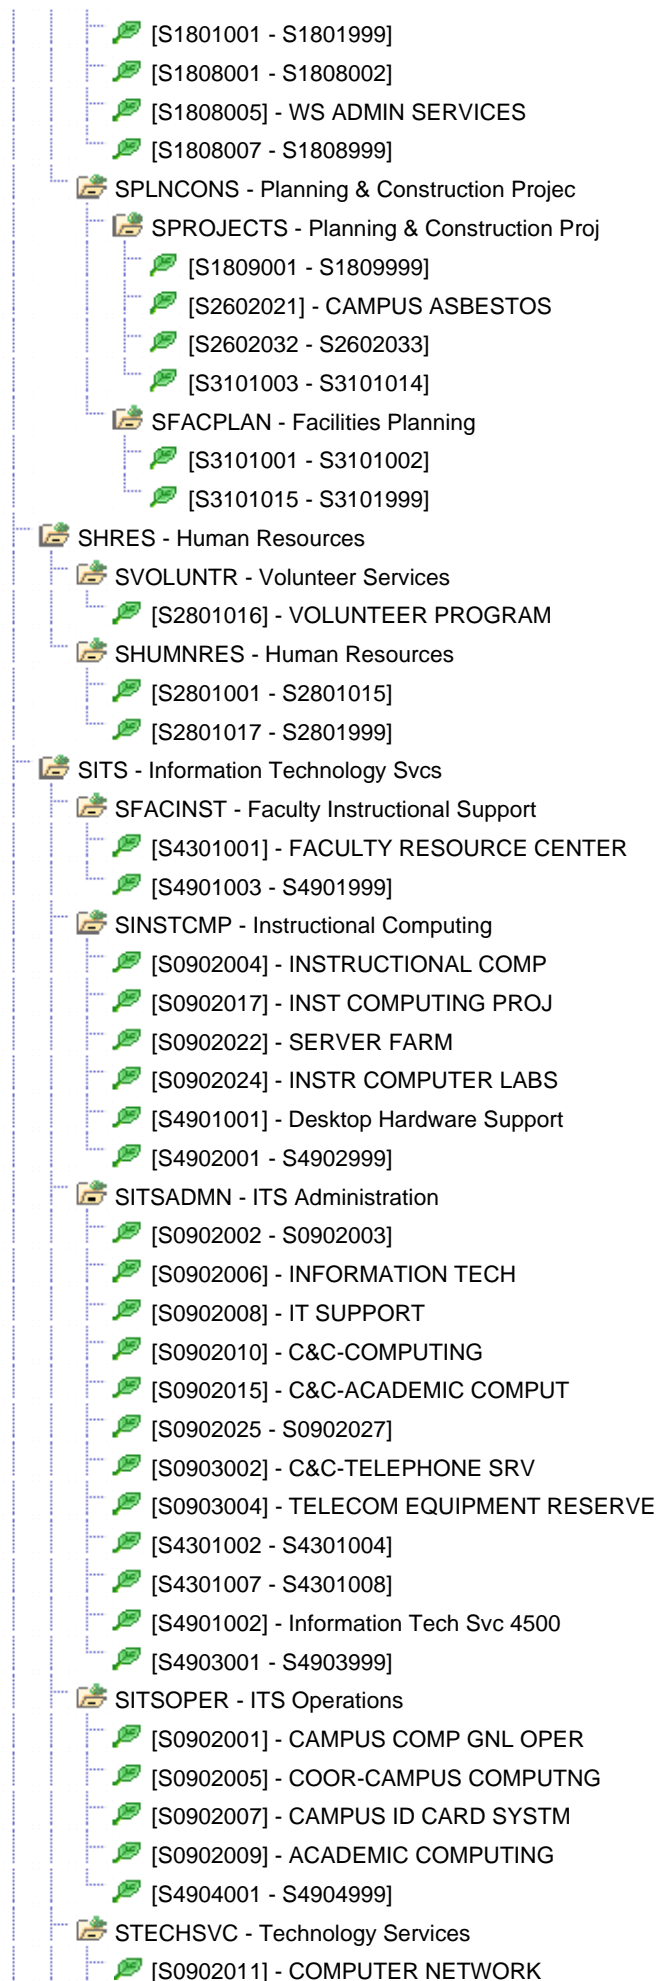 [S1801001 - S1801999]
[S1808001 - S1808002]
[S1808005] - WS ADMIN SERVICES
[S1808007 - S1808999]
SPLNCONS - Planning & Construction Projec
SPROJECTS - Planning & Construction Proj
[S1809001 - S1809999]
[S2602021] - CAMPUS ASBESTOS
[S2602032 - S2602033]
[S3101003 - S3101014]
SFACPLAN - Facilities Planning
[S3101001 - S3101002]
[S3101015 - S3101999]
SHRES - Human Resources
SVOLUNTR - Volunteer Services
[S2801016] - VOLUNTEER PROGRAM
SHUMNRES - Human Resources
[S2801001 - S2801015]
[S2801017 - S2801999]
SITS - Information Technology Svcs
SFACINST - Faculty Instructional Support
[S4301001] - FACULTY RESOURCE CENTER
[S4901003 - S4901999]
SINSTCMP - Instructional Computing
[S0902004] - INSTRUCTIONAL COMP
[S0902017] - INST COMPUTING PROJ
[S0902022] - SERVER FARM
[S0902024] - INSTR COMPUTER LABS
[S4901001] - Desktop Hardware Support
[S4902001 - S4902999]
SITSADMN - ITS Administration
[S0902002 - S0902003]
[S0902006] - INFORMATION TECH
[S0902008] - IT SUPPORT
[S0902010] - C&C-COMPUTING
[S0902015] - C&C-ACADEMIC COMPUT
[S0902025 - S0902027]
[S0903002] - C&C-TELEPHONE SRV
[S0903004] - TELECOM EQUIPMENT RESERVE
[S4301002 - S4301004]
[S4301007 - S4301008]
[S4901002] - Information Tech Svc 4500
[S4903001 - S4903999]
SITSOPER - ITS Operations
[S0902001] - CAMPUS COMP GNL OPER
[S0902005] - COOR-CAMPUS COMPUTNG
[S0902007] - CAMPUS ID CARD SYSTM
[S0902009] - ACADEMIC COMPUTING
[S4904001 - S4904999]
STECHSVC - Technology Services
[S0902011] - COMPUTER NETWORK